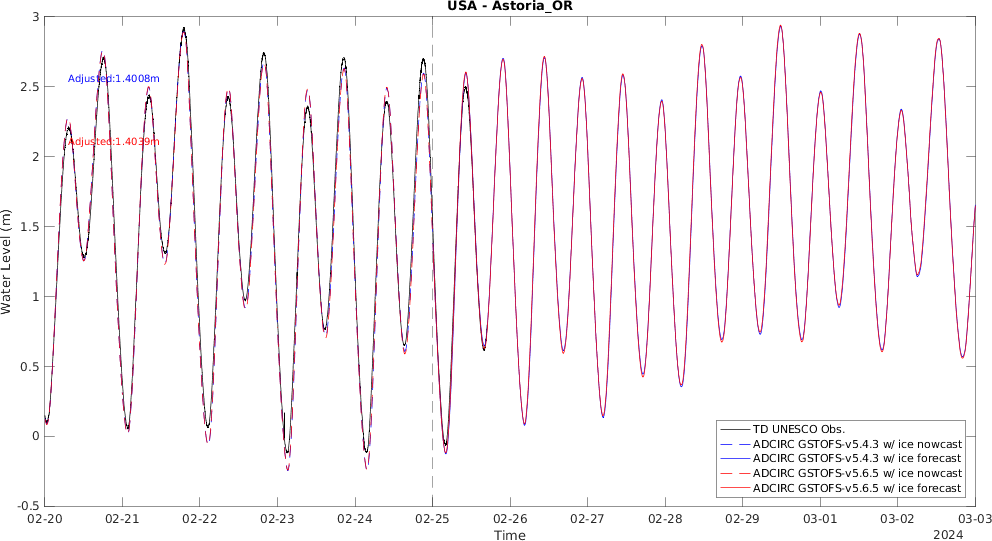 USA - Astoria_OR
3
2.5
2
1.5
1
0.5
0
-0.5
Water Level (m)
Adjusted:1.4008m
Adjusted:1.4039m
TD UNESCO Obs.
ADCIRC GSTOFS-v5.4.3 w/ ice nowcast
ADCIRC GSTOFS-v5.4.3 w/ ice forecast
ADCIRC GSTOFS-v5.6.5 w/ ice nowcast
ADCIRC GSTOFS-v5.6.5 w/ ice forecast
02-20 02-21 02-22 02-23 02-24 02-25 02-26 02-27 02-28 02-29 03-01 03-02 03-03
Time
2024